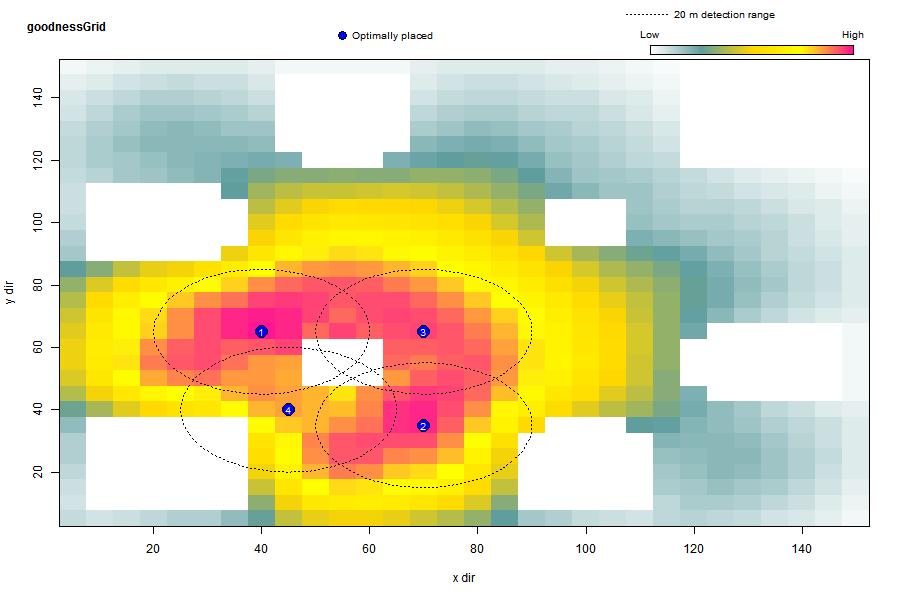 goodnessGrid
Optimally placed
20 m detection range
Low High
140
120
100
80
60
40
20
y dir
1
3
4
2
20 40 60 80 100 120 140
x dir